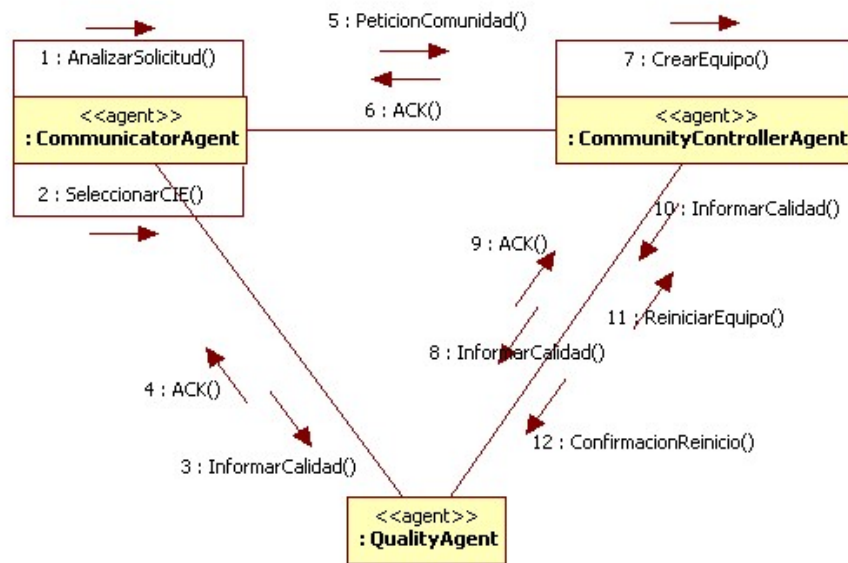 5 : PeticionComunidad()
1 : AnalizarSolicitud()
7 : CrearEquipo()
6 : ACK()
<<agent>>
: CommunicatorAgent
<<agent>>
: CommunityControllerAgent
2 : SeleccionarCIE()
10 : InformarCalidad()
9 : ACK()
11 : ReiniciarEquipo()
8 : InformarCalidad()
4 : ACK()
12 : ConfirmacionReinicio()
3 : InformarCalidad()
<<agent>>
: QualityAgent